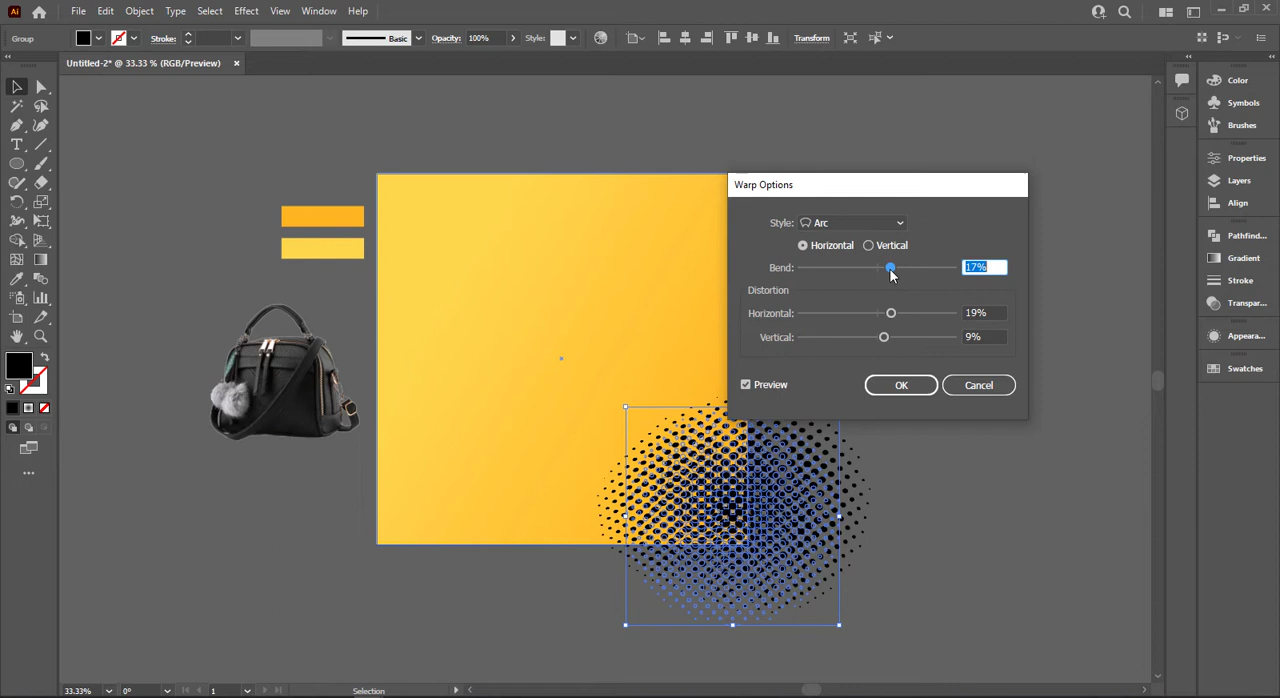 Ai File Edit Object Type Select Effect View Window Help
Group Stroke: Basic Opacity: 100% Style: Transform
Untitled-2* @ 33.33 % (RGB/Preview) ×
Color
Symbols
Brushes
Properties
Layers
Align
Pathfind...
Gradient
Stroke
Transpar...
Appeara...
Swatches
Warp Options
Style: Arc
Horizontal Vertical
Bend: 17%
Distortion
Horizontal: 19%
Vertical: 9%
Preview OK Cancel
33.33% 0° 1 Selection